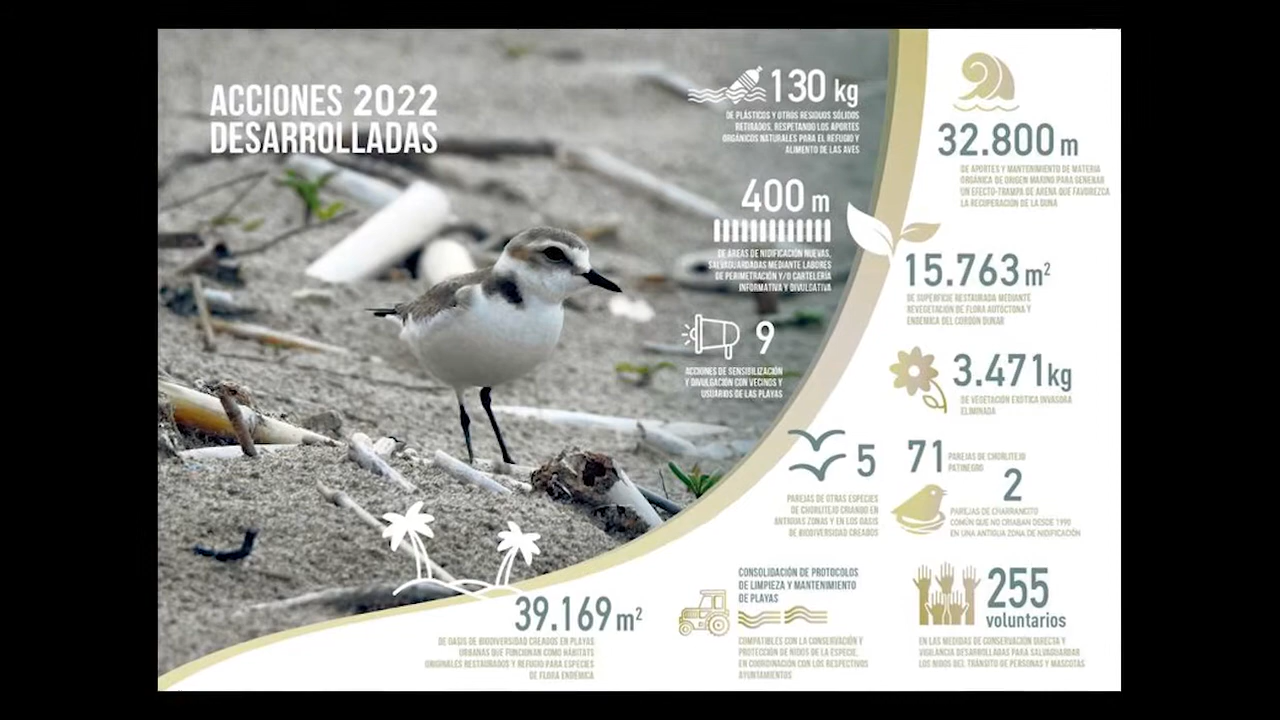 ACCIONES 2022
DESARROLLADAS
130 kg
DE PLÁSTICOS Y OTROS RESIDUOS SÓLIDOS
RETIRADOS, RESPETANDO LOS APORTES
ORGÁNICOS NATURALES PARA EL REFUGIO Y
ALIMENTO DE LAS AVES
400 m
DE ÁREAS DE NIDIFICACIÓN NUEVAS,
SALVAGUARDADAS MEDIANTE LABORES
DE PERIMETRACIÓN Y/O CARTELERÍA
INFORMATIVA Y DIVULGATIVA
9
ACCIONES DE SENSIBILIZACIÓN
Y DIVULGACIÓN CON VECINOS Y
USUARIOS DE LAS PLAYAS
32.800 m
DE APORTES Y MANTENIMIENTO DE MATERIA
ORGÁNICA DE ORIGEN MARINO PARA GENERAR
UN EFECTO-TRAMPA DE ARENA QUE FAVOREZCA
LA RECUPERACIÓN DE LA DUNA
15.763 m²
DE SUPERFICIE RESTAURADA MEDIANTE
REVEGETACIÓN DE FLORA AUTÓCTONA Y
ENDÉMICA DEL CORDÓN DUNAR
3.471kg
DE VEGETACIÓN EXÓTICA INVASORA
ELIMINADA
5
PAREJAS DE OTRAS ESPECIES
DE CHORLITEJO CRIANDO EN
ANTIGUAS ZONAS Y EN LOS OASIS
DE BIODIVERSIDAD CREADOS
71
PAREJAS DE CHORLITEJO
PATINEGRO
2
PAREJAS DE CHARRANCITO
COMÚN QUE NO CRIABAN DESDE 1990
EN UNA ANTIGUA ZONA DE NIDIFICACIÓN
39.169 m²
DE OASIS DE BIODIVERSIDAD CREADOS EN PLAYAS
URBANAS QUE FUNCIONAN COMO HÁBITATS
ORIGINALES RESTAURADOS Y REFUGIO PARA ESPECIES
DE FLORA ENDÉMICA
CONSOLIDACIÓN DE PROTOCOLOS
DE LIMPIEZA Y MANTENIMIENTO
DE PLAYAS
COMPATIBLES CON LA CONSERVACIÓN Y
PROTECCIÓN DE NIDOS DE LA ESPECIE,
EN COORDINACIÓN CON LOS RESPECTIVOS
AYUNTAMIENTOS
255
voluntarios
EN LAS MEDIDAS DE CONSERVACIÓN DIRECTA Y
VIGILANCIA DESARROLLADAS PARA SALVAGUARDAR
LOS NIDOS DEL TRÁNSITO DE PERSONAS Y MASCOTAS